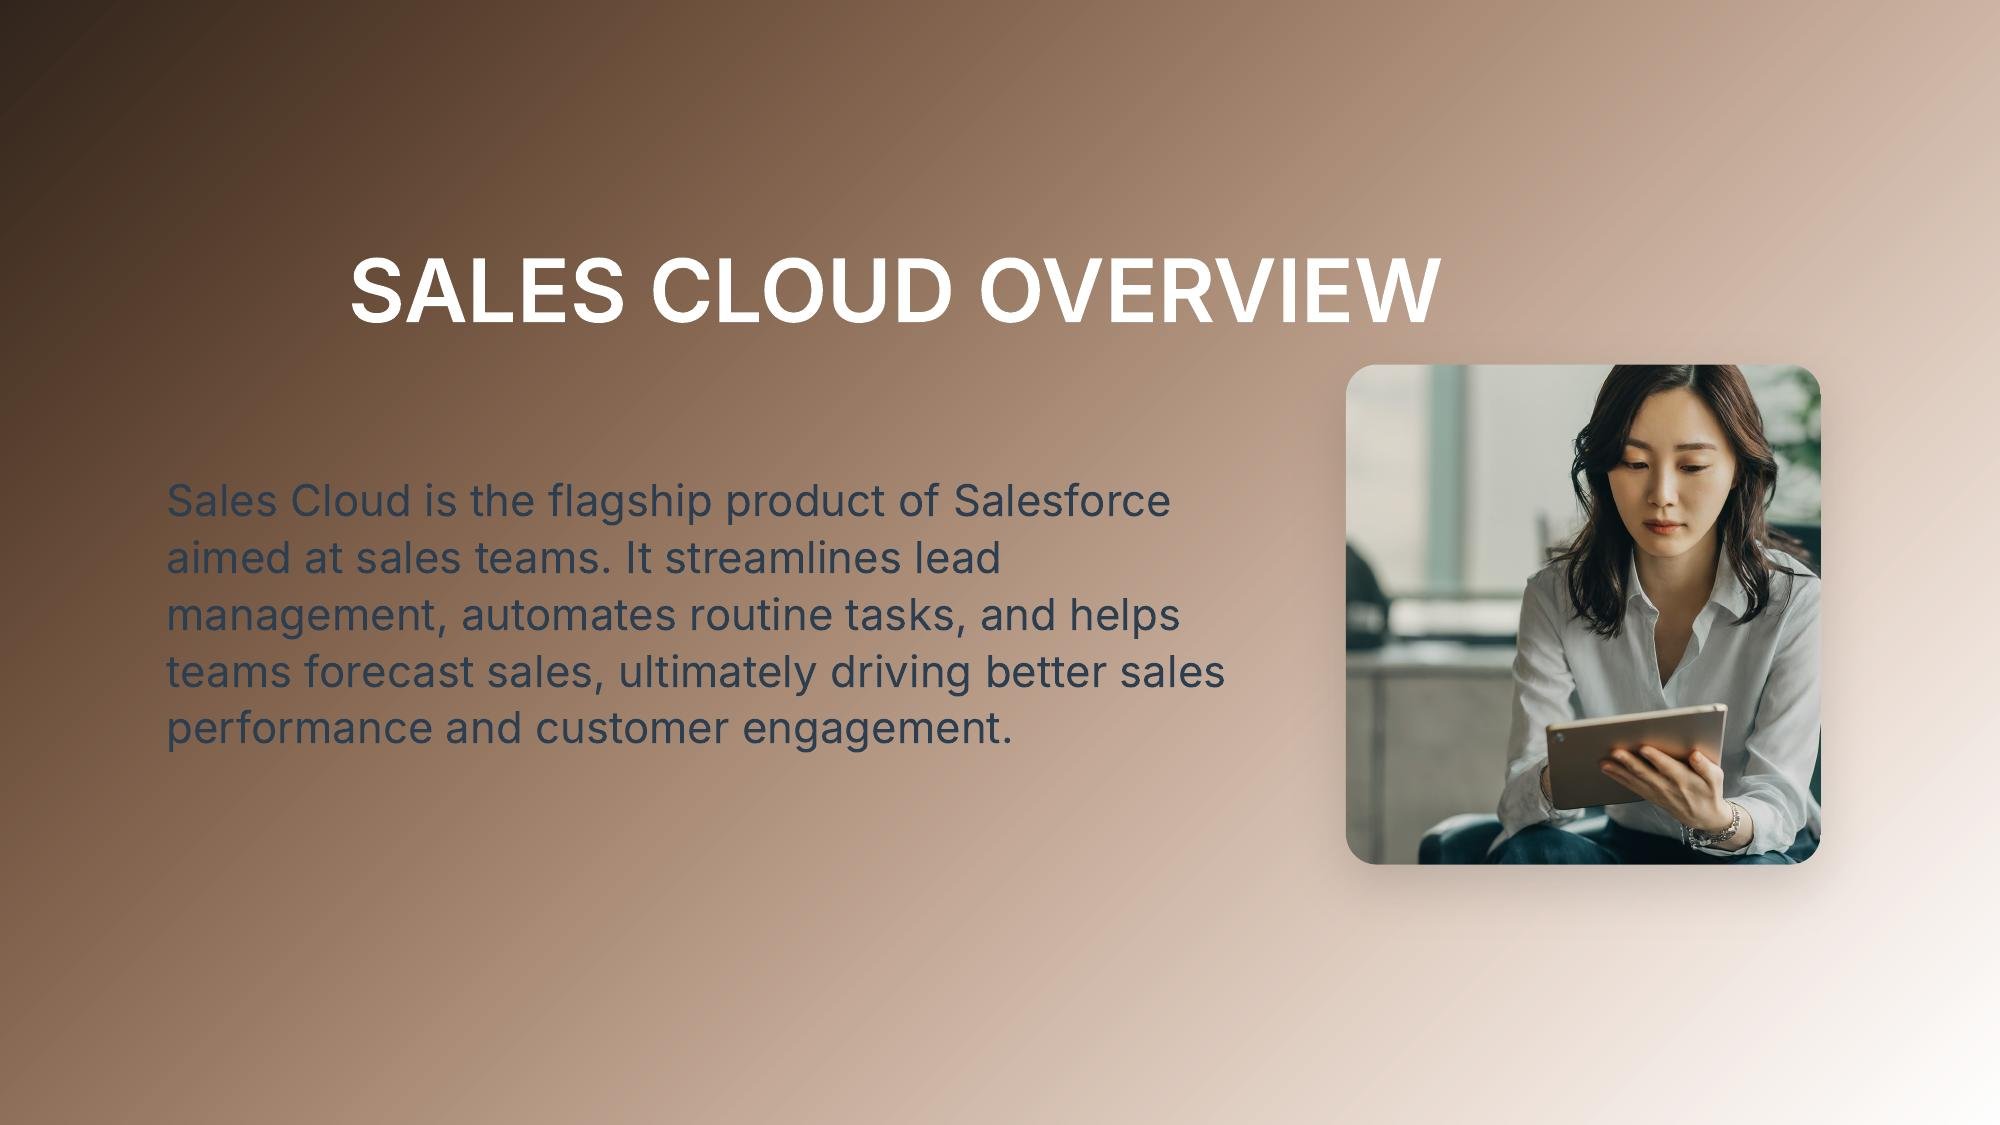 SALES CLOUD OVERVIEW
Sales Cloud is the flagship product of Salesforce
aimed at sales teams. It streamlines lead
management, automates routine tasks, and helps
teams forecast sales, ultimately driving better sales
performance and customer engagement.